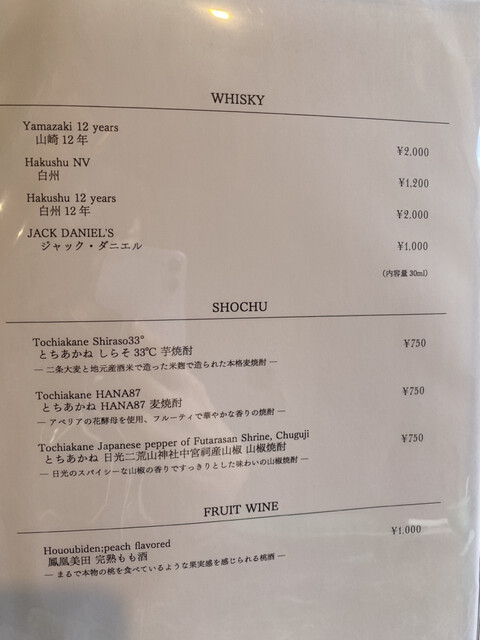 WHISKY
Yamazaki 12 years
山崎 12 年
¥2,000
Hakushu NV
白州
¥1,200
Hakushu 12 years
白州 12 年
¥2,000
JACK DANIEL'S
ジャック・ダニエル
¥1,000
(内容量 30ml)
SHOCHU
Tochiakane Shiraso33°
とちあかね しらそ 33℃ 芋焼酎
¥750
― 二条大麦と地元産酒米で造った米麹で造られた本格麦焼酎 ―
Tochiakane HANA87
とちあかね HANA87 麦焼酎
¥750
― アベリアの花酵母を使用、フルーティで華やかな香りの焼酎 ―
Tochiakane Japanese pepper of Futarasan Shrine, Chuguji
とちあかね 日光二荒山神社中宮祠産山椒 山椒焼酎
¥750
― 日光のスパイシーな山椒の香りですっきりとした味わいの山椒焼酎 ―
FRUIT WINE
Hououbiden;peach flavored
鳳凰美田 完熟もも酒
¥1,000
― まるで本物の桃を食べているような果実感を感じられる桃酒 ―